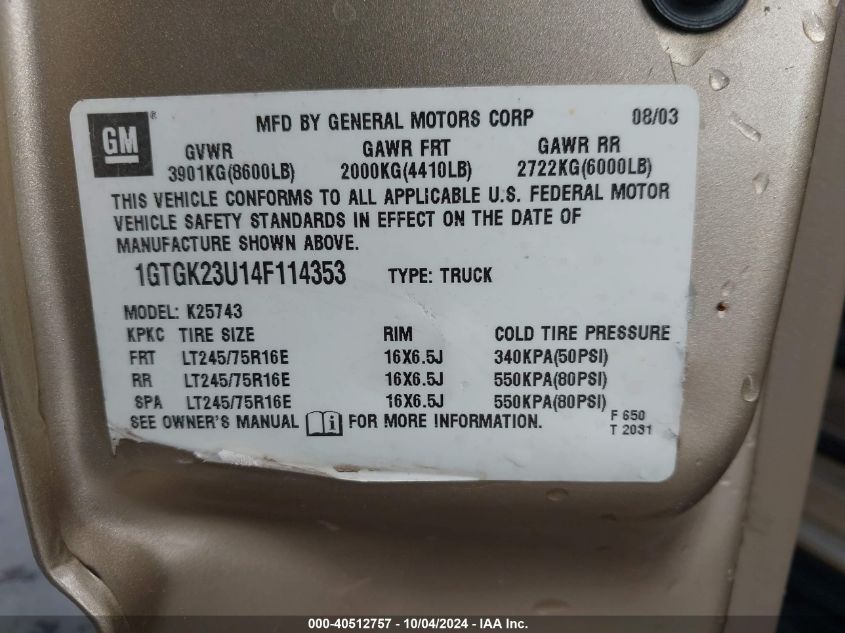 GM ®
MFD BY GENERAL MOTORS CORP 08/03
GVWR GAWR FRT GAWR RR
3901KG(8600LB) 2000KG(4410LB) 2722KG(6000LB)
THIS VEHICLE CONFORMS TO ALL APPLICABLE U.S. FEDERAL MOTOR
VEHICLE SAFETY STANDARDS IN EFFECT ON THE DATE OF
MANUFACTURE SHOWN ABOVE.
1GTGK23U14F114353 TYPE: TRUCK
MODEL: K25743
KPKC TIRE SIZE RIM COLD TIRE PRESSURE
FRT LT245/75R16E 16X6.5J 340KPA(50PSI)
RR LT245/75R16E 16X6.5J 550KPA(80PSI)
SPA LT245/75R16E 16X6.5J 550KPA(80PSI)
SEE OWNER'S MANUAL FOR MORE INFORMATION.
F 650
T 2031
000-40512757 - 10/04/2024 - IAA Inc.